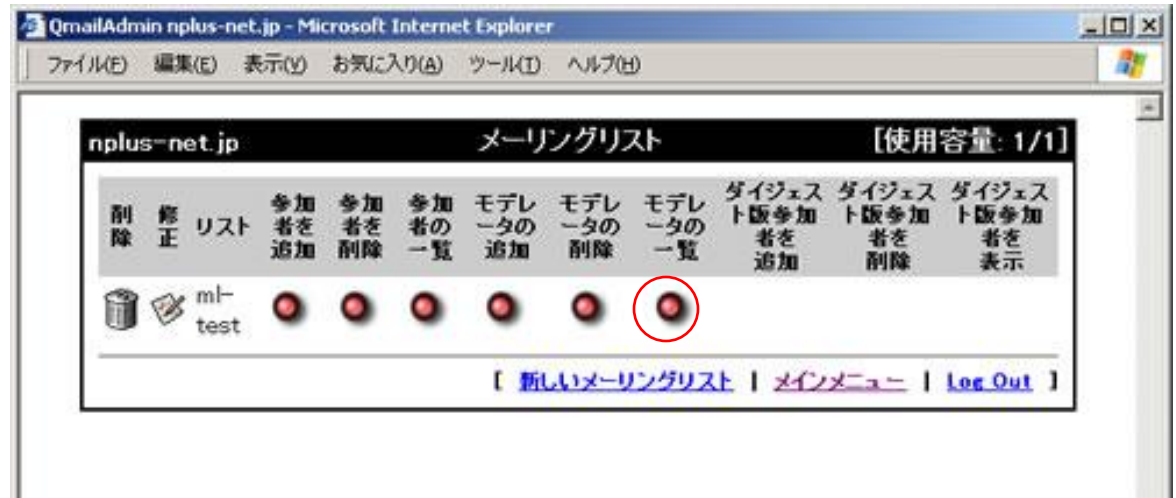 QmailAdmin nplus-net.jp - Microsoft Internet Explorer
ファイル(F) 編集(E) 表示(V) お気に入り(A) ツール(T) ヘルプ(H)
nplus-net.jp メーリングリスト [使用容量: 1/1]
削除
修正
リスト
参加者を追加
参加者を削除
参加者の一覧
モデレータの追加
モデレータの削除
モデレータの一覧
ダイジェスト版参加者を追加
ダイジェスト版参加者を削除
ダイジェスト版参加者を表示
ml-
test
[ 新しいメーリングリスト | メインメニュー | Log Out ]